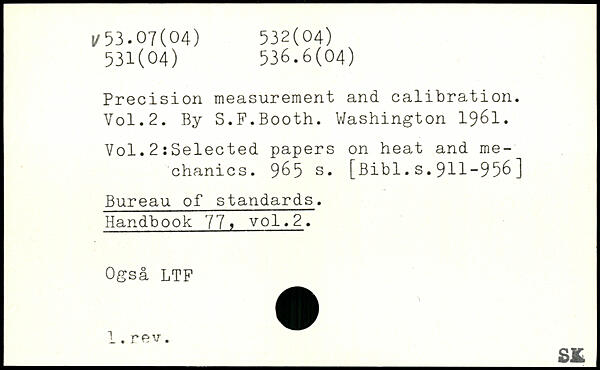 v 53.07(04) 532(04)
531(04) 536.6(04)
Precision measurement and calibration.
Vol.2. By S.F.Booth. Washington 1961.
Vol.2:Selected papers on heat and me-
chanics. 965 s. [Bibl.s.911-956]
Bureau of standards.
Handbook 77, vol.2.
Også LTF
1.rev.
SK